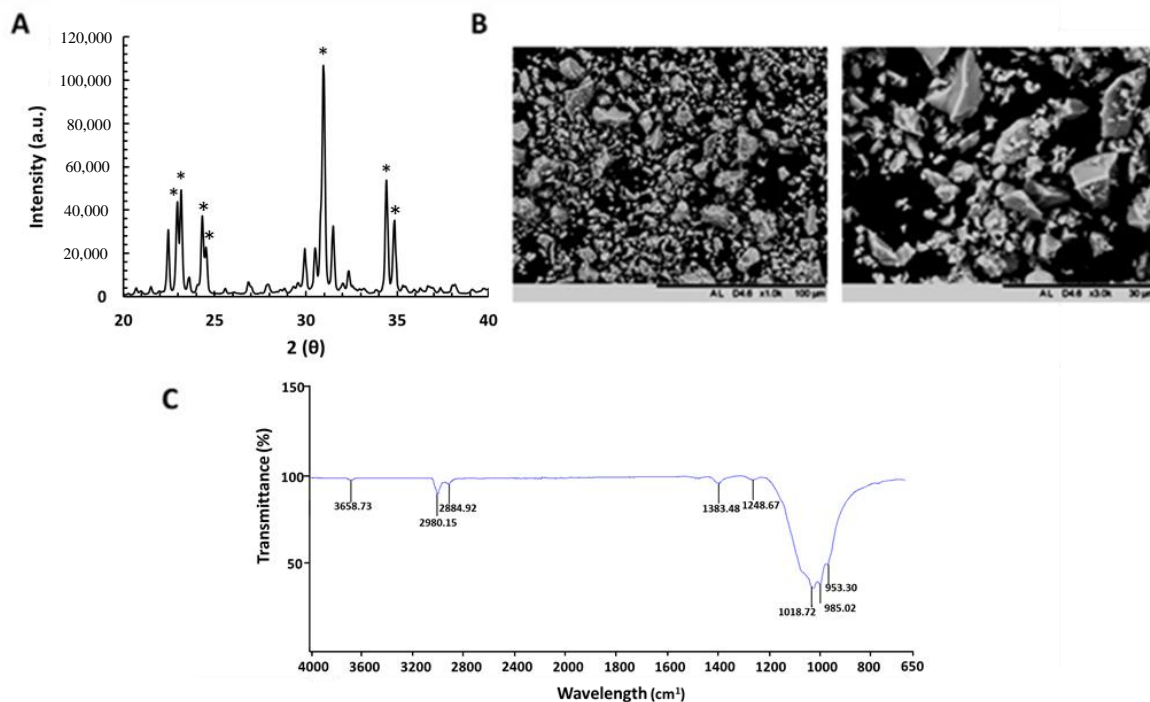 A
B
120,000
100,000
80,000
60,000
40,000
20,000
0
Intensity (a.u.)
*
* *
* *
* *
20 25 30 35 40
2 (θ)
AL D4.6 x1.0k 100 µm
AL D4.6 x3.0k 30 µm
C
150
100
50
Transmittance (%)
3658.73
2980.15
2884.92
1383.48
1248.67
1018.72
985.02
953.30
4000 3600 3200 2800 2400 2000 1800 1600 1400 1200 1000 800 650
Wavelength (cm¹)